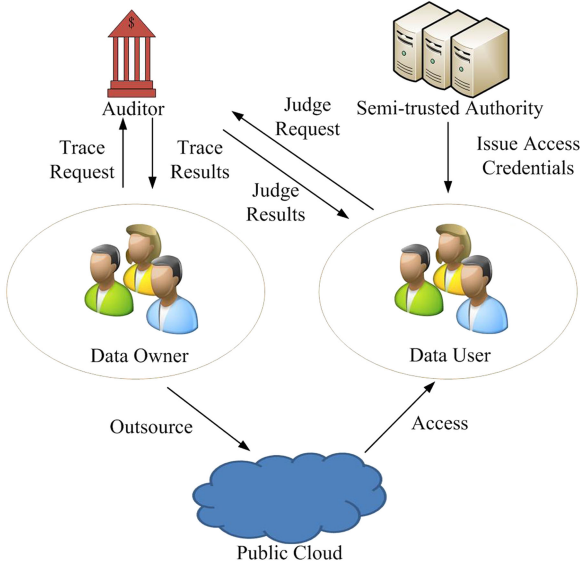 $
Auditor
Semi-trusted Authority
Judge
Request
Trace
Request
Trace
Results
Judge
Results
Issue Access
Credentials
Data Owner
Data User
Outsource
Access
Public Cloud